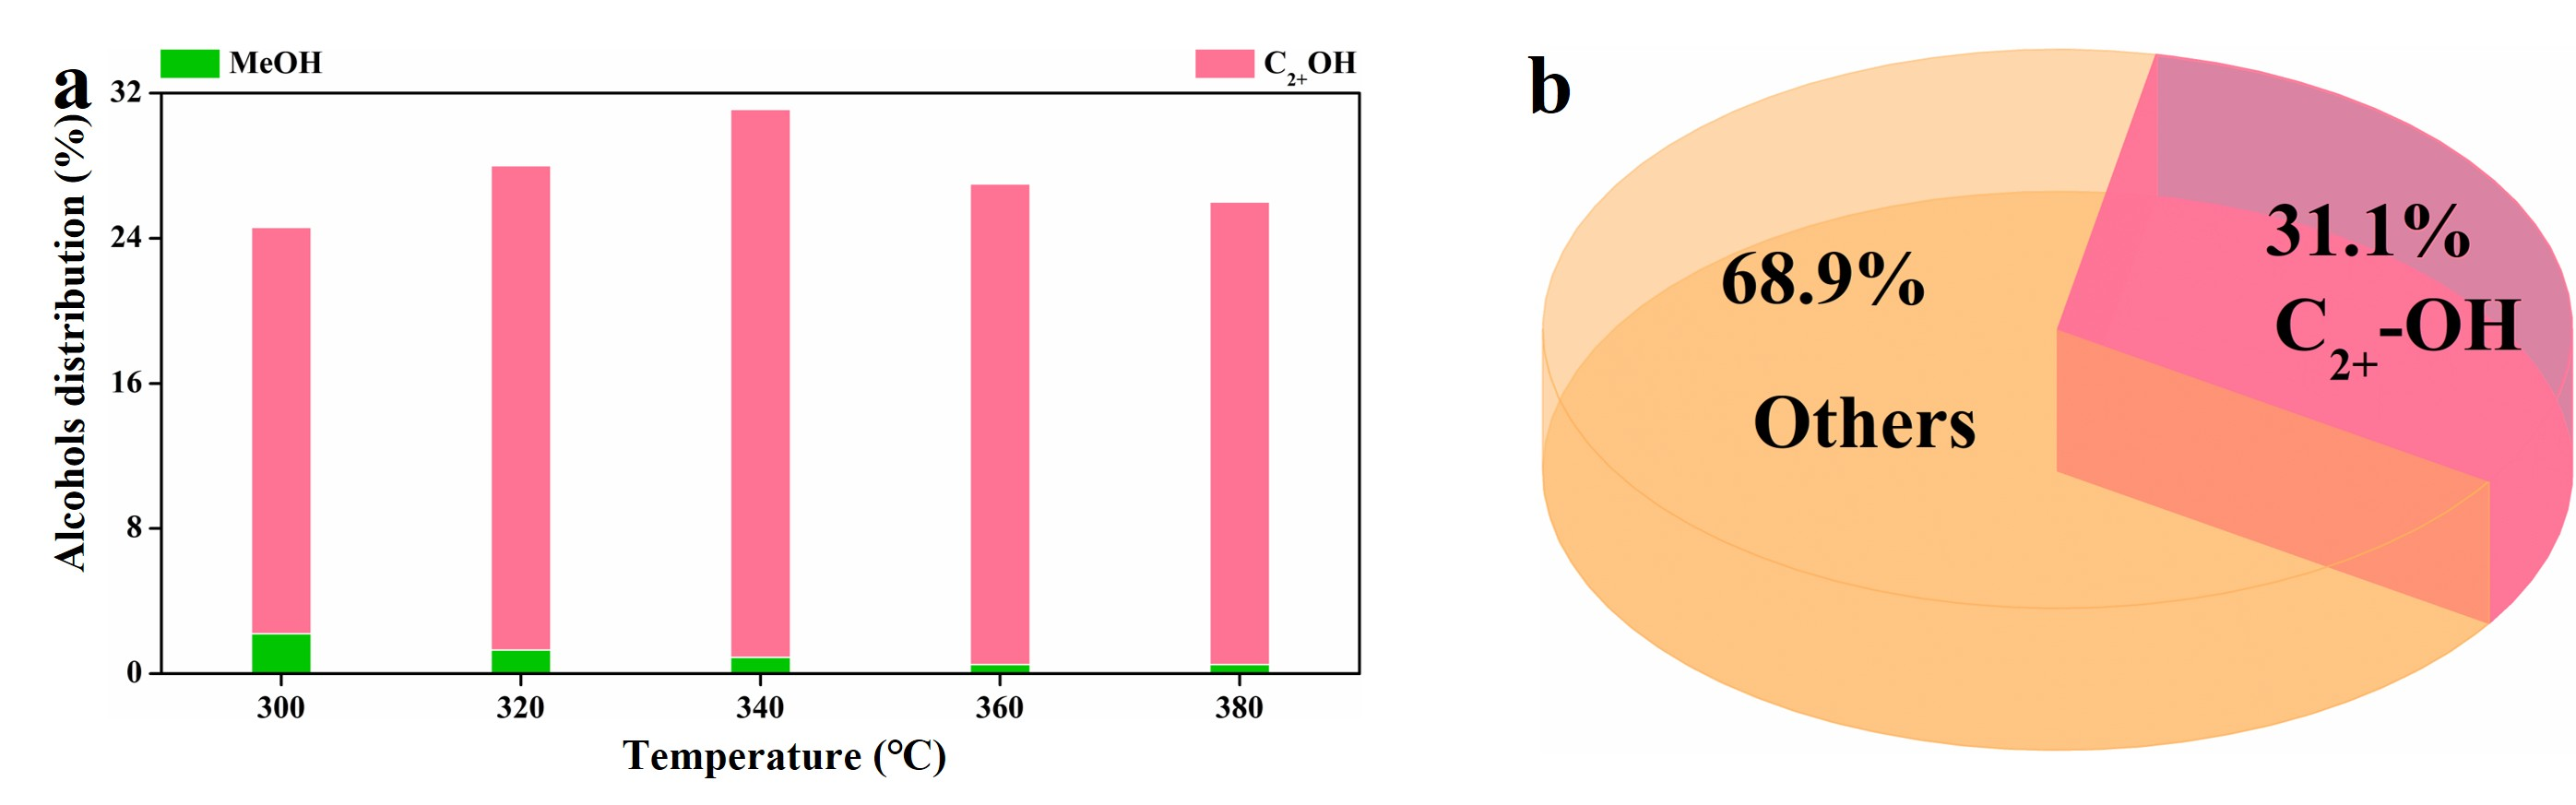 a
MeOH
C₂₊OH
Alcohols distribution (%)
32
24
16
8
0
300 320 340 360 380
Temperature (℃)
b
68.9%
Others
31.1%
C₂₊-OH